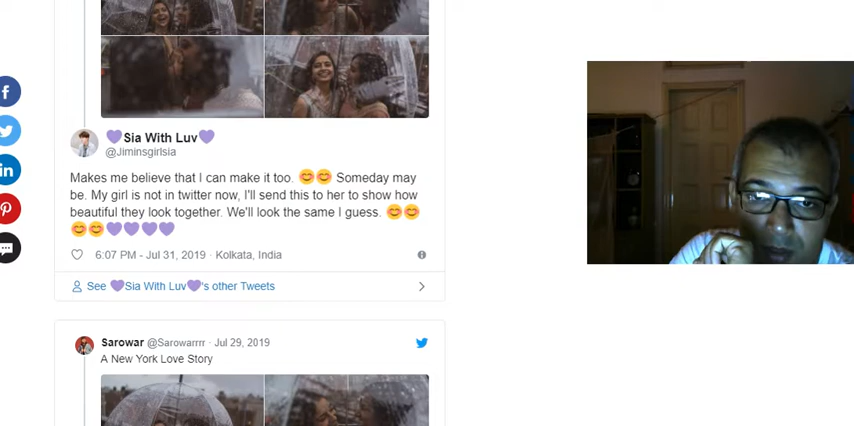 💜Sia With Luv💜
@Jiminsgirlsia
Makes me believe that I can make it too. 😊😊 Someday may
be. My girl is not in twitter now, I'll send this to her to show how
beautiful they look together. We'll look the same I guess. 😊😊
😊😊💜💜💜💜
6:07 PM - Jul 31, 2019 · Kolkata, India
See 💜Sia With Luv💜's other Tweets
Sarowar @Sarowarrrr · Jul 29, 2019
A New York Love Story